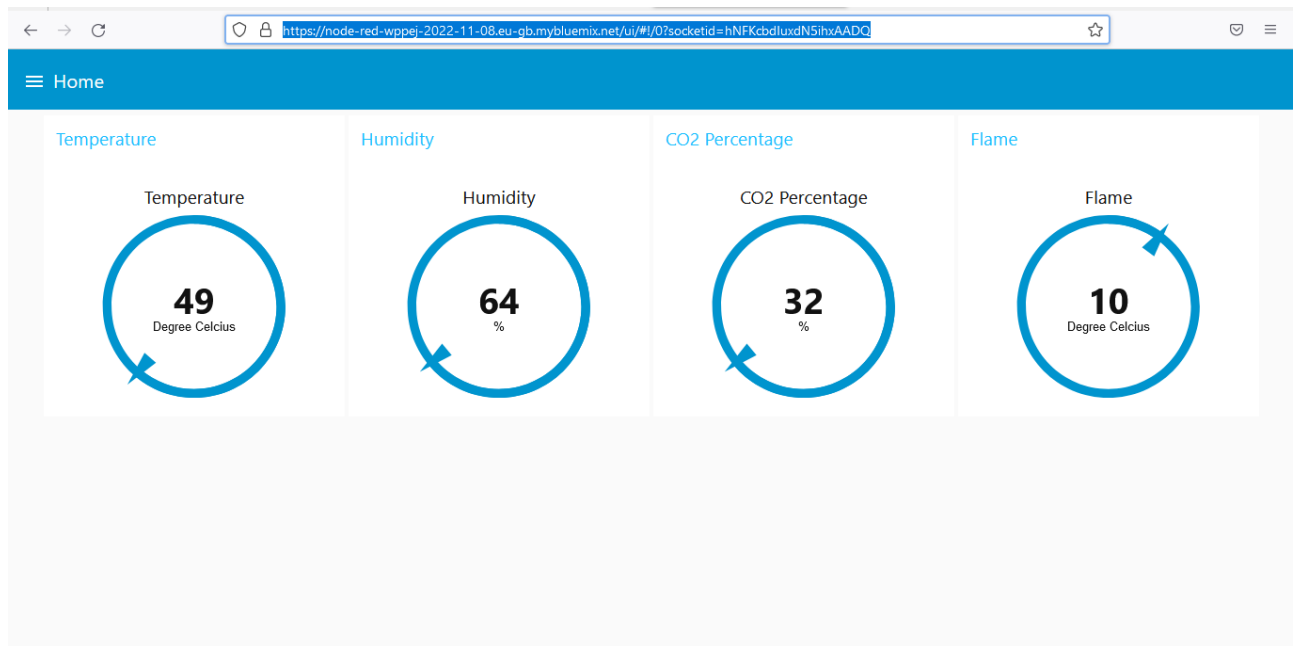 https://node-red-wppej-2022-11-08.eu-gb.mybluemix.net/ui/#!/0?socketid=hNFKcbdIuxdN5ihxAADQ
Home
Temperature
Humidity
CO2 Percentage
Flame
Temperature
49
Degree Celcius
Humidity
64
%
CO2 Percentage
32
%
Flame
10
Degree Celcius